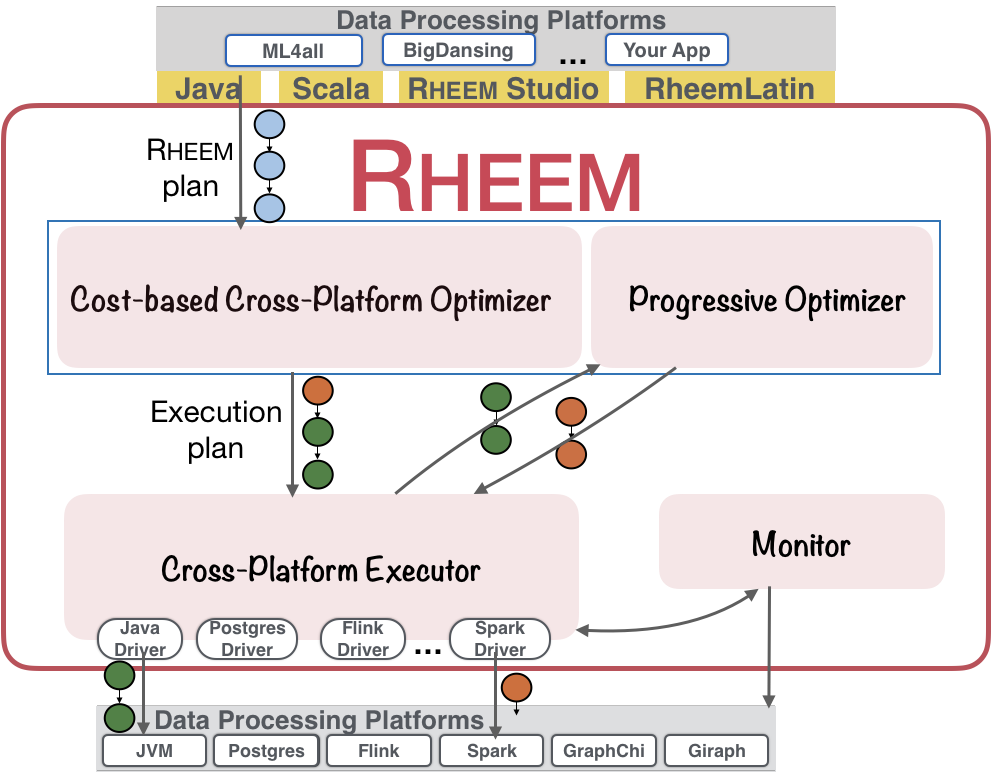 Data Processing Platforms
ML4all
BigDansing
...
Your App
Java
Scala
RHEEM Studio
RheemLatin
RHEEM
plan
RHEEM
Cost-based Cross-Platform Optimizer
Progressive Optimizer
Execution
plan
Cross-Platform Executor
Monitor
Java
Driver
Postgres
Driver
Flink
Driver
...
Spark
Driver
Data Processing Platforms
JVM
Postgres
Flink
Spark
GraphChi
Giraph